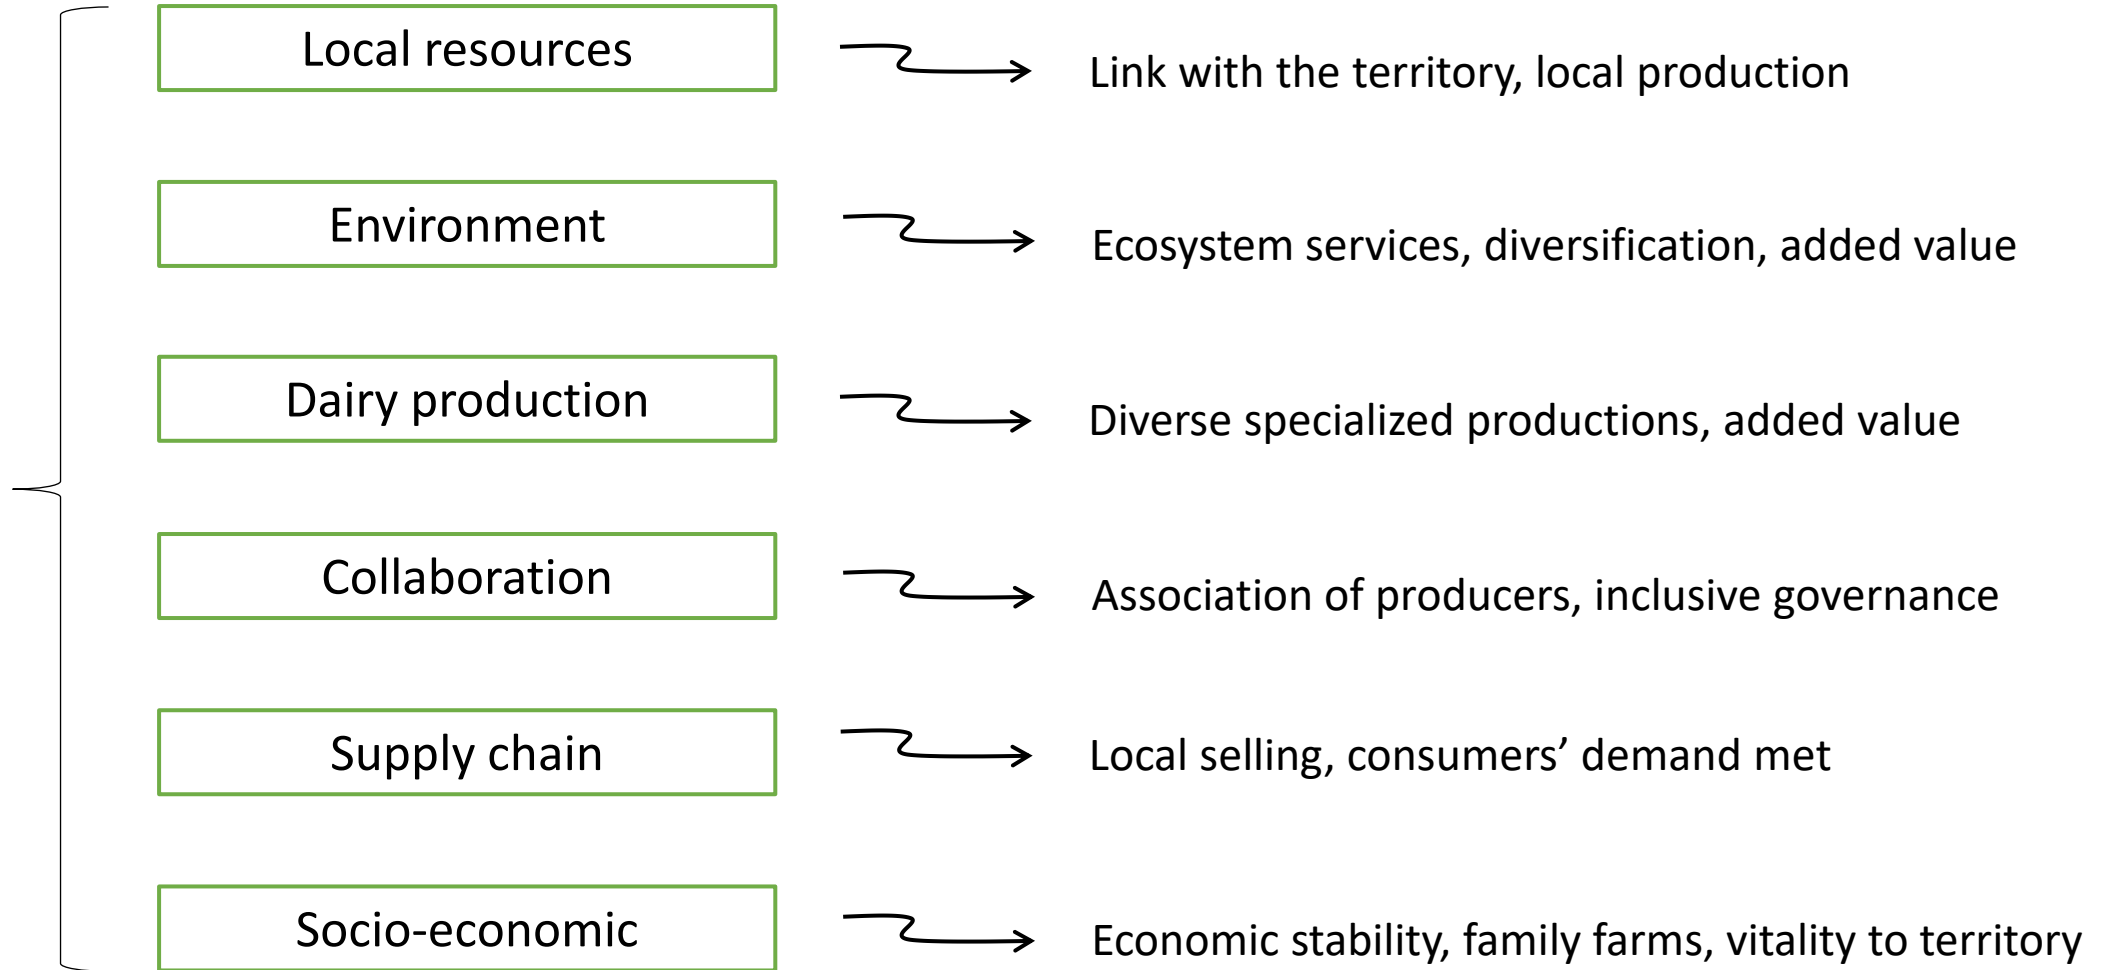 Local resources
Link with the territory, local production
Environment
Ecosystem services, diversification, added value
Dairy production
Diverse specialized productions, added value
Collaboration
Association of producers, inclusive governance
Supply chain
Local selling, consumers’ demand met
Socio-economic
Economic stability, family farms, vitality to territory